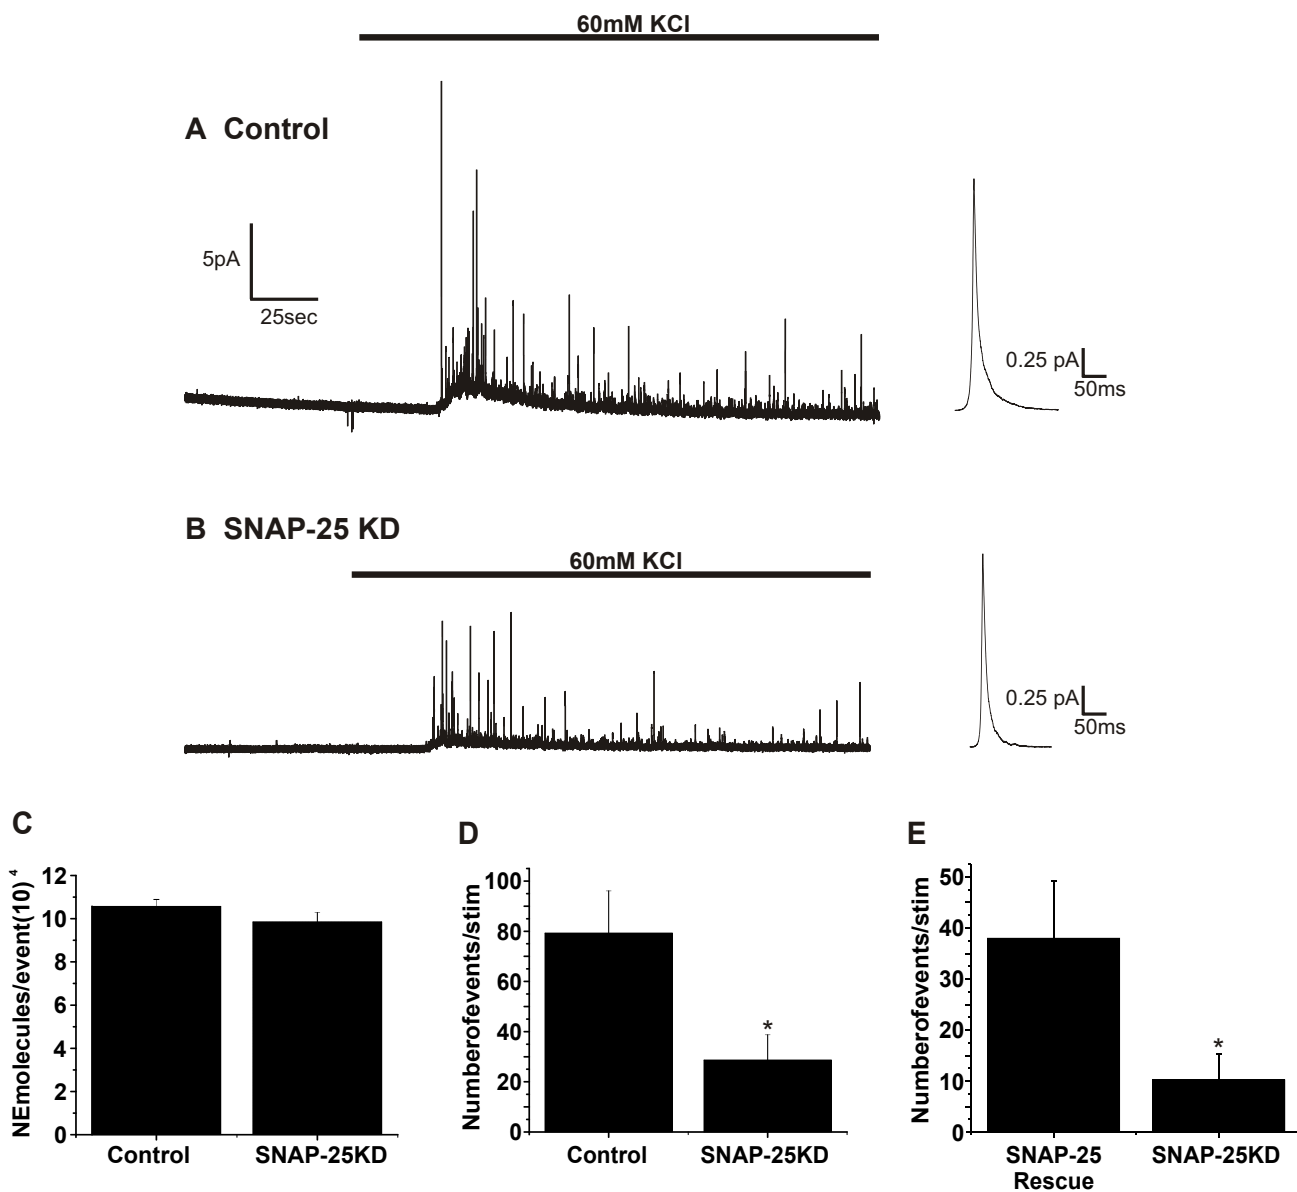 60mM KCl
A Control
5pA
25sec
0.25 pA
50ms
B SNAP-25 KD
60mM KCl
0.25 pA
50ms
C
NEmolecules/event(10)⁴
12
10
8
6
4
2
0
Control
SNAP-25KD
D
Numberofevents/stim
100
80
60
40
20
0
*
Control
SNAP-25KD
E
Numberofevents/stim
50
40
30
20
10
0
*
SNAP-25
Rescue
SNAP-25KD